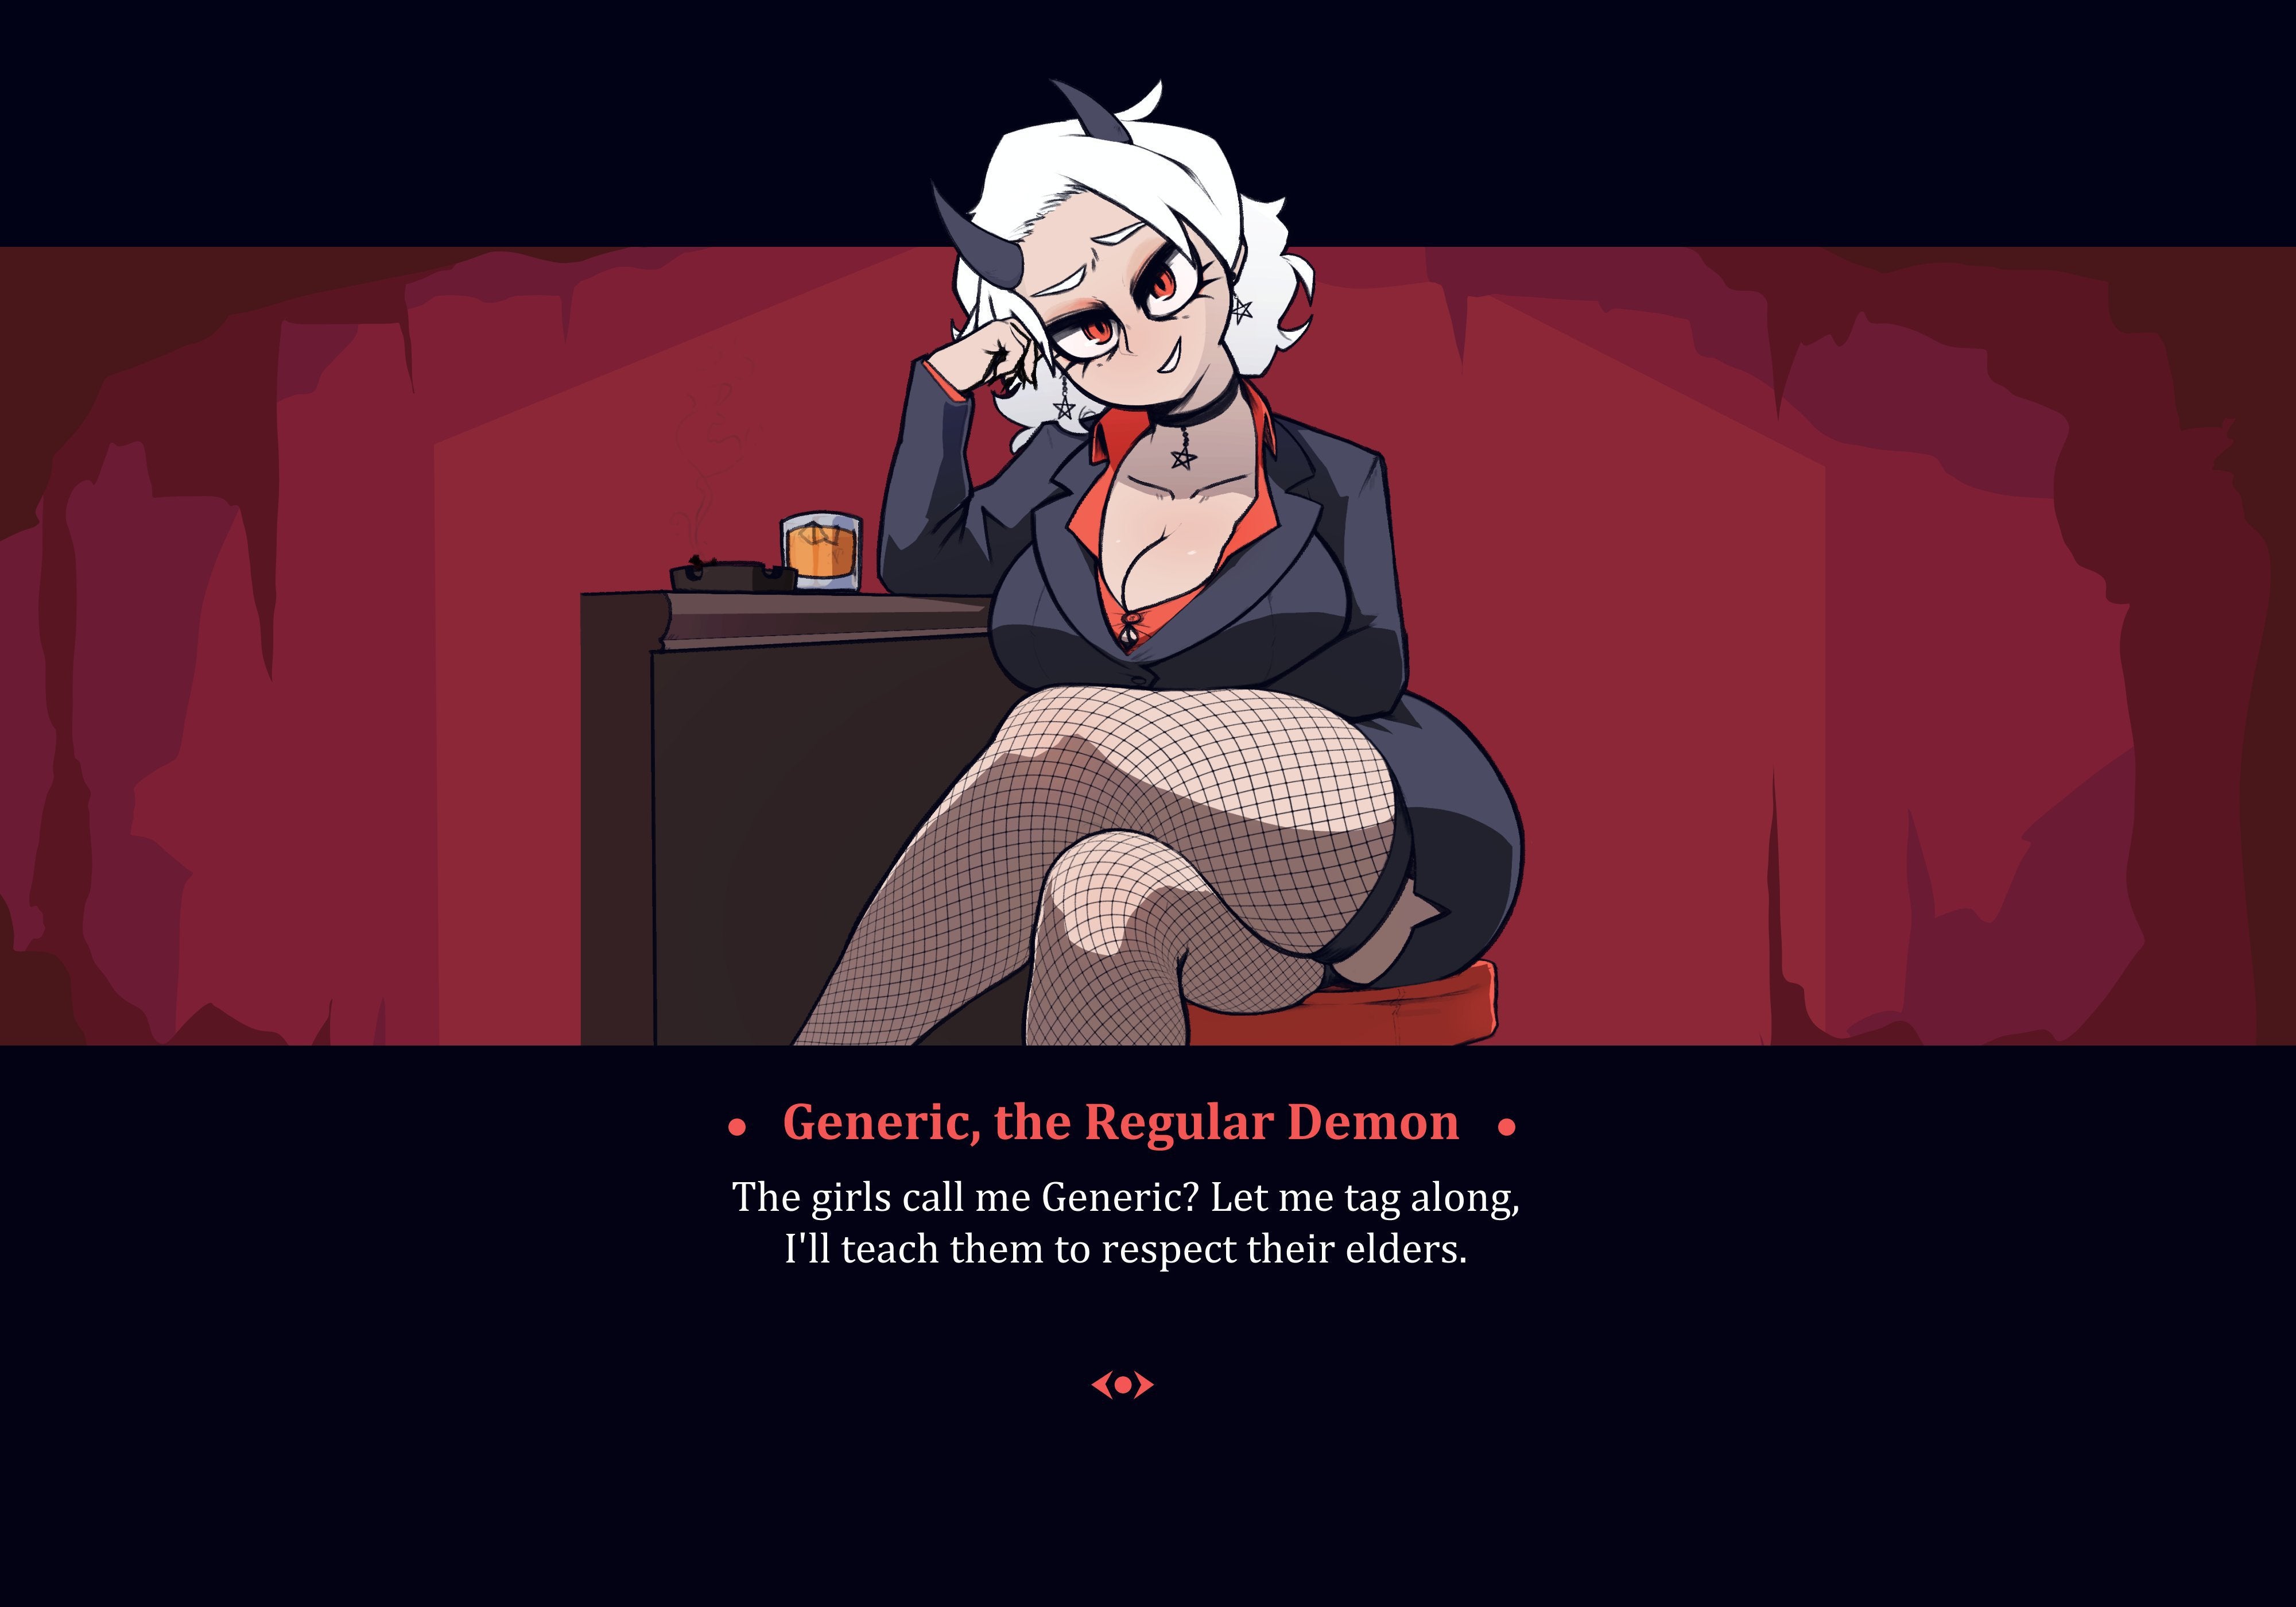 • Generic, the Regular Demon •
The girls call me Generic? Let me tag along,
I'll teach them to respect their elders.